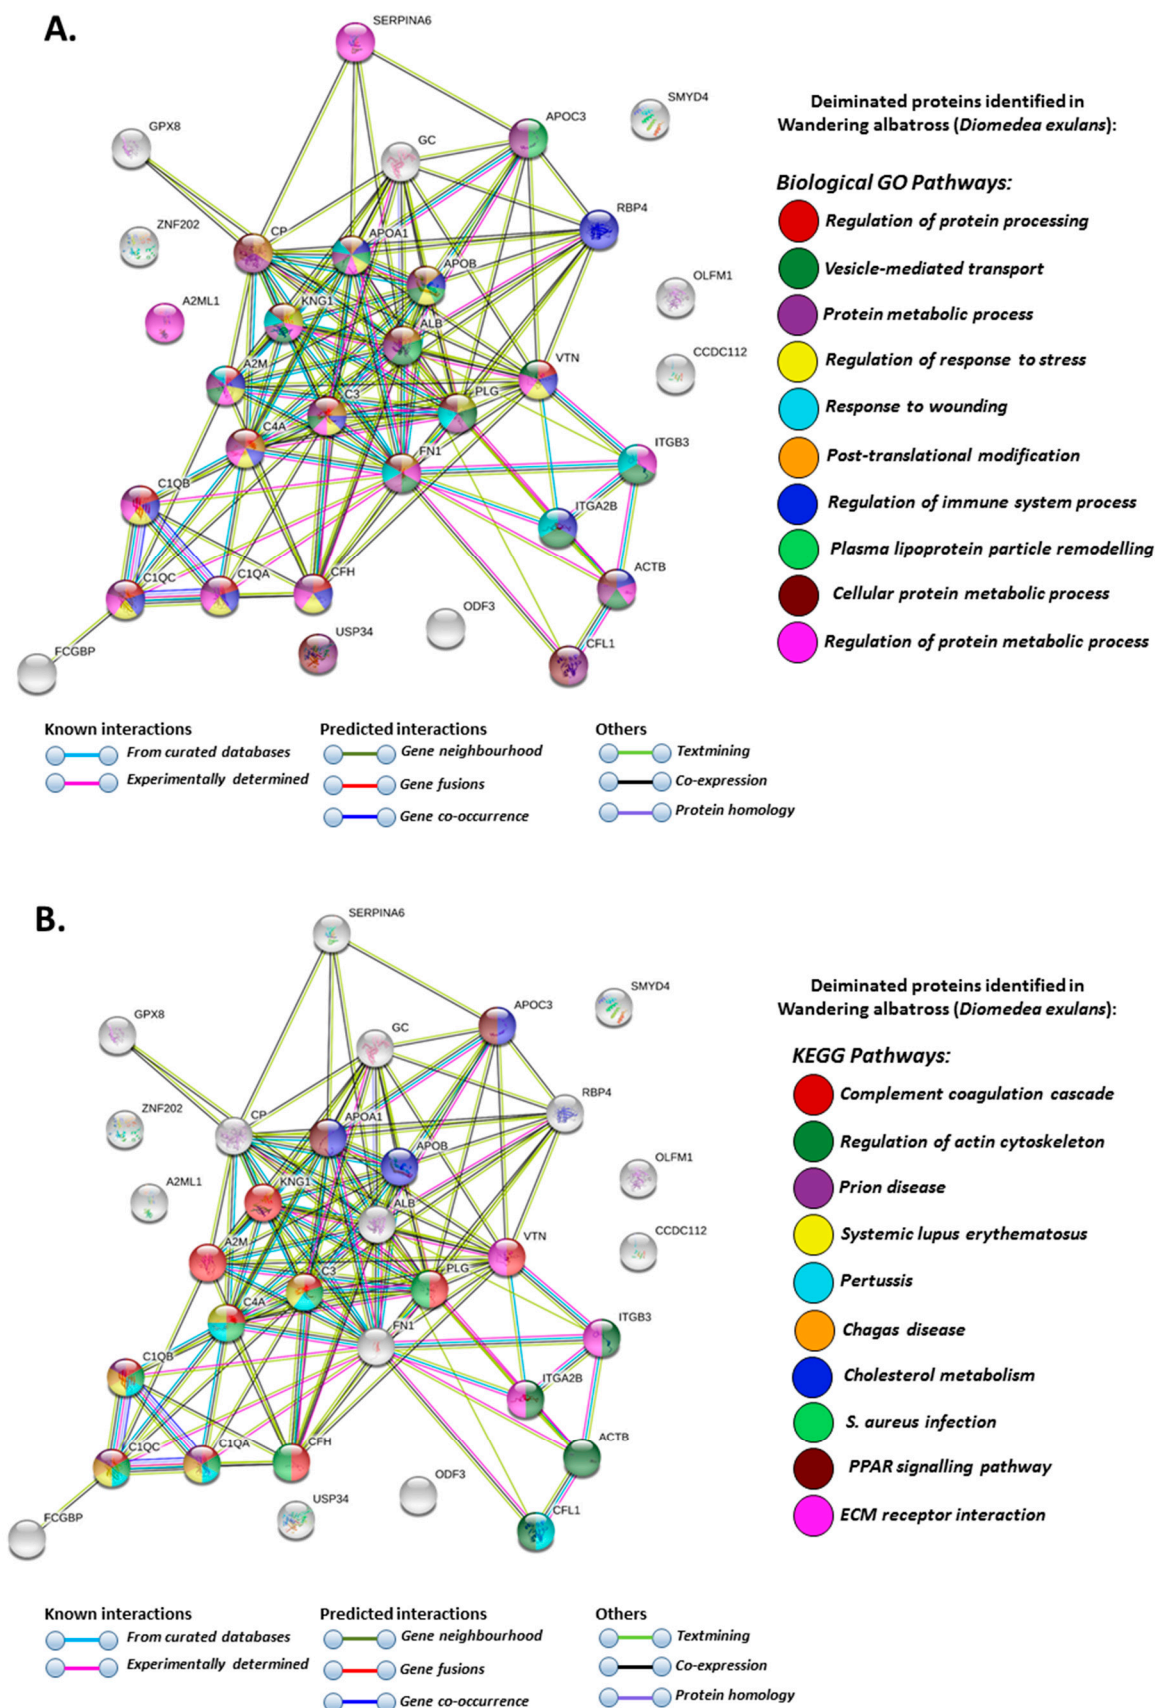 A.
SERPINA6
SMYD4
Deiminated proteins identified in
Wandering albatross (Diomedea exulans):
GPX8
APOC3
GC
Biological GO Pathways:
RBP4
Regulation of protein processing
ZNF202
CP
APOA1
APOB
Vesicle-mediated transport
OLFM1
A2ML1
KNG1
Protein metabolic process
ALB
CCDC112
Regulation of response to stress
A2M
VTN
C3
PLG
Response to wounding
C4A
ITGB3
FN1
Post-translational modification
C1QB
ITGA2B
Regulation of immune system process
Plasma lipoprotein particle remodelling
C1QC
C1QA
CFH
ACTB
Cellular protein metabolic process
ODF3
USP34
Regulation of protein metabolic process
FCGBP
CFL1
Known interactions
From curated databases
Experimentally determined
Predicted interactions
Gene neighbourhood
Gene fusions
Gene co-occurrence
Others
Textmining
Co-expression
Protein homology
B.
SERPINA6
SMYD4
Deiminated proteins identified in
Wandering albatross (Diomedea exulans):
GPX8
APOC3
GC
KEGG Pathways:
RBP4
Complement coagulation cascade
ZNF202
CP
APOA1
APOB
Regulation of actin cytoskeleton
OLFM1
A2ML1
KNG1
Prion disease
ALB
CCDC112
Systemic lupus erythematosus
A2M
VTN
C3
PLG
Pertussis
C4A
ITGB3
FN1
Chagas disease
C1QB
ITGA2B
Cholesterol metabolism
S. aureus infection
C1QC
C1QA
CFH
ACTB
PPAR signalling pathway
ODF3
USP34
ECM receptor interaction
FCGBP
CFL1
Known interactions
From curated databases
Experimentally determined
Predicted interactions
Gene neighbourhood
Gene fusions
Gene co-occurrence
Others
Textmining
Co-expression
Protein homology